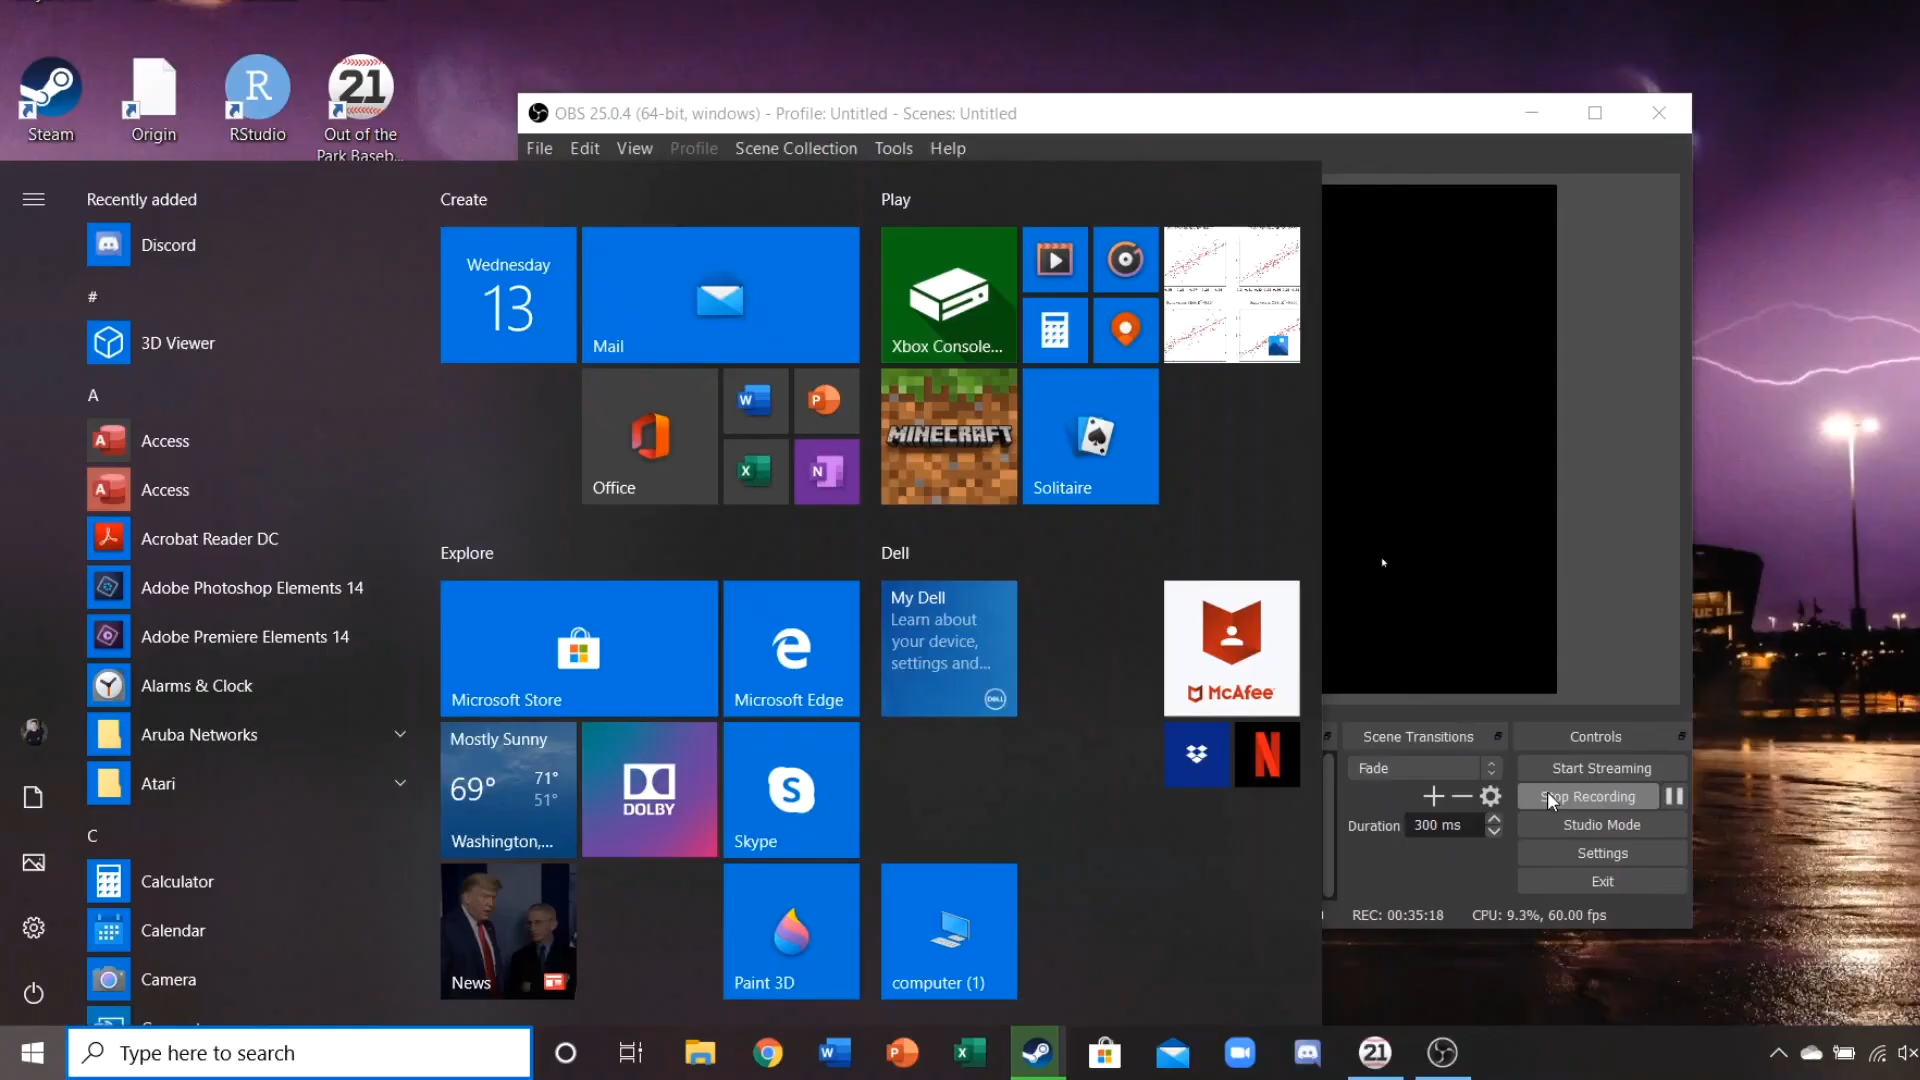 Steam
Origin
R
RStudio
21
Out of the
Park Baseb...
OBS 25.0.4 (64-bit, windows) - Profile: Untitled - Scenes: Untitled
File Edit View Profile Scene Collection Tools Help
Recently added
Discord
#
3D Viewer
A
Access
Access
Acrobat Reader DC
Adobe Photoshop Elements 14
Adobe Premiere Elements 14
Alarms & Clock
Aruba Networks
Atari
C
Calculator
Calendar
Camera
Create
Wednesday
13
Mail
Office
Explore
Microsoft Store
Microsoft Edge
Mostly Sunny
69° 71°
51°
Washington,...
DOLBY
Skype
News
Paint 3D
Play
Xbox Console...
MINECRAFT
Solitaire
Dell
My Dell
Learn about
your device,
settings and...
DELL
McAfee
computer (1)
Scene Transitions
Fade
Duration 300 ms
Controls
Start Streaming
Stop Recording
Studio Mode
Settings
Exit
REC: 00:35:18 CPU: 9.3%, 60.00 fps
Type here to search
21